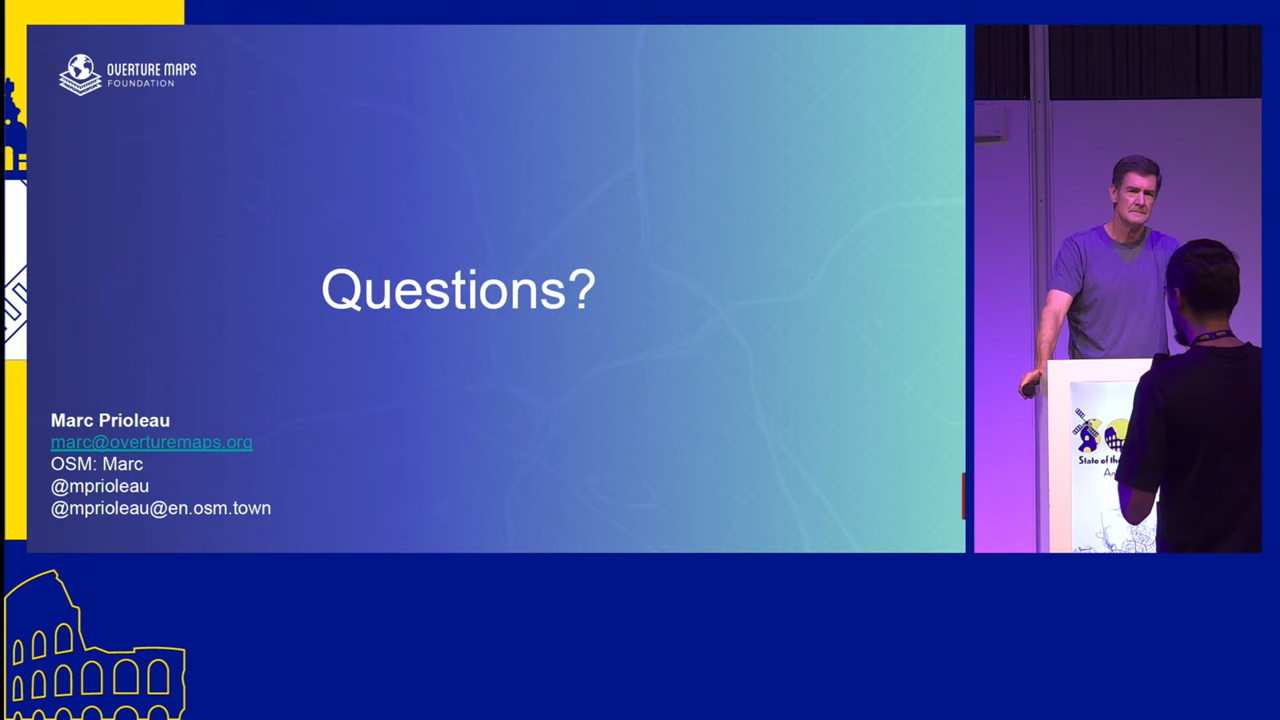 OVERTURE MAPS
FOUNDATION
Questions?
Marc Prioleau
marc@overturemaps.org
OSM: Marc
@mprioleau
@mprioleau@en.osm.town
State of the